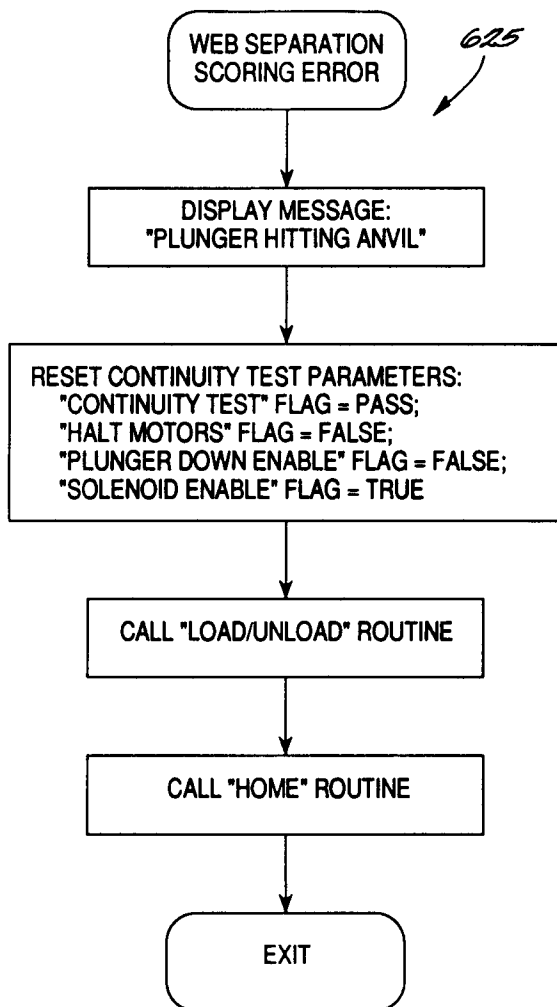 WEB SEPARATION
SCORING ERROR
625
DISPLAY MESSAGE:
"PLUNGER HITTING ANVIL"
RESET CONTINUITY TEST PARAMETERS:
"CONTINUITY TEST" FLAG = PASS;
"HALT MOTORS" FLAG = FALSE;
"PLUNGER DOWN ENABLE" FLAG = FALSE;
"SOLENOID ENABLE" FLAG = TRUE
CALL "LOAD/UNLOAD" ROUTINE
CALL "HOME" ROUTINE
EXIT